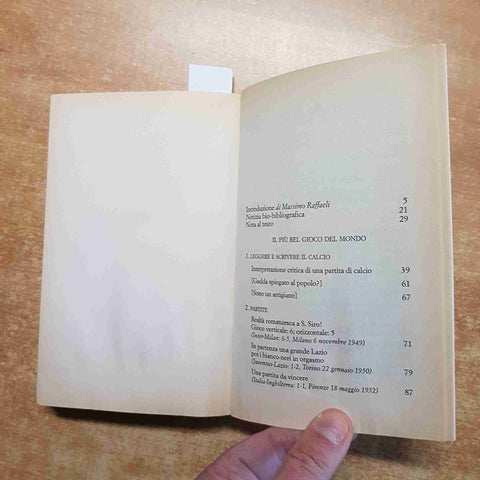 Introduzione di Massimo Raffaeli 5
Notizia bio-bibliografica 21
Nota al testo 29
IL PIÙ BEL GIOCO DEL MONDO
1. LEGGERE E SCRIVERE IL CALCIO
Interpretazione critica di una partita di calcio 39
[Gadda spiegato al popolo?] 61
[Sono un artigiano] 67
2. PARTITE
Realtà romanzesca a S. Siro!
Gioco verticale: 6; orizzontale: 5
(Inter-Milan: 6-5, Milano 6 novembre 1949) 71
In partenza una grande Lazio
poi i bianco-neri in orgasmo
(Juventus-Lazio: 1-2, Torino 22 gennaio 1950) 79
Una partita da vincere
(Italia-Inghilterra: 1-1, Firenze 18 maggio 1952) 87